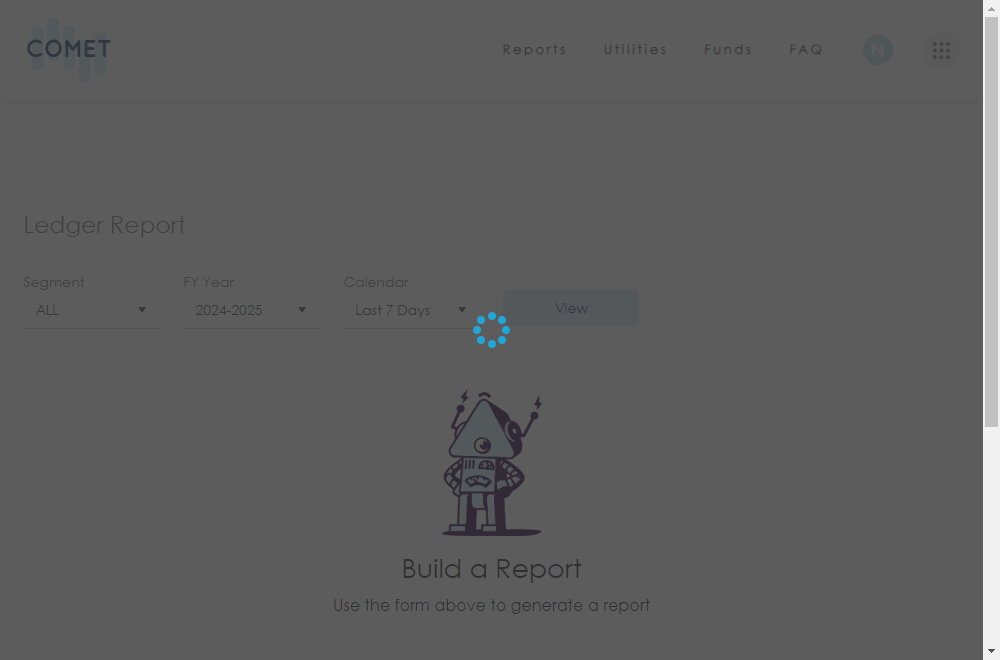 COMET
Reports Utilities Funds FAQ N
Ledger Report
Segment FY Year Calendar
ALL 2024-2025 Last 7 Days View
Build a Report
Use the form above to generate a report